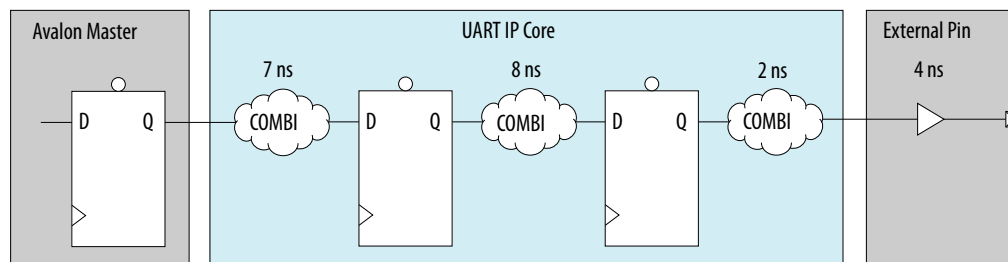 Avalon Master
UART IP Core
External Pin
7 ns
8 ns
2 ns
4 ns
D Q
COMBI
D Q
COMBI
D Q
COMBI